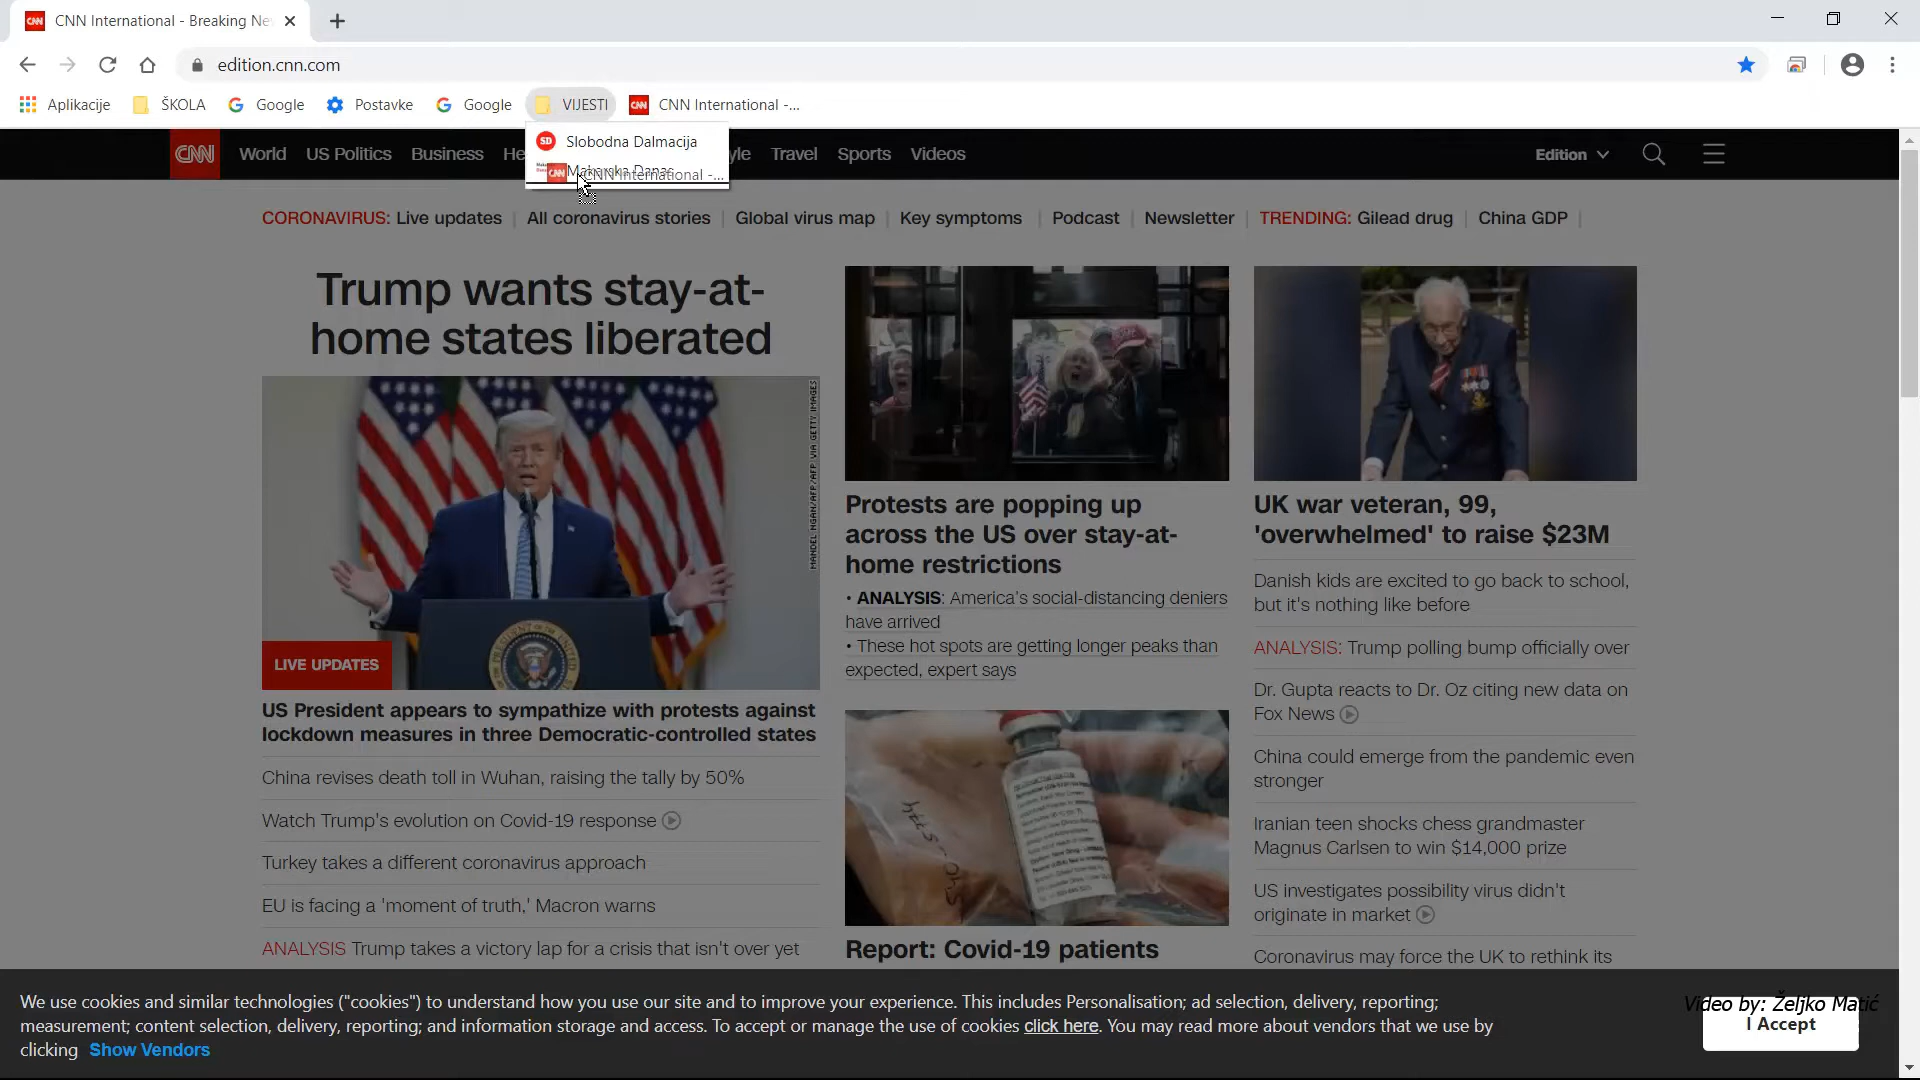 CNN International - Breaking Ne
edition.cnn.com
Aplikacije ŠKOLA Google Postavke Google VIJESTI CNN International -...
SD Slobodna Dalmacija
Makarska Danas
CNN International -...
CNN World US Politics Business He yle Travel Sports Videos Edition
CORONAVIRUS: Live updates All coronavirus stories Global virus map Key symptoms Podcast Newsletter TRENDING: Gilead drug China GDP
Trump wants stay-at-
home states liberated
MANDEL NGAN/AFP/AFP VIA GETTY IMAGES
LIVE UPDATES
US President appears to sympathize with protests against
lockdown measures in three Democratic-controlled states
China revises death toll in Wuhan, raising the tally by 50%
Watch Trump's evolution on Covid-19 response
Turkey takes a different coronavirus approach
EU is facing a 'moment of truth,' Macron warns
ANALYSIS Trump takes a victory lap for a crisis that isn't over yet
Protests are popping up
across the US over stay-at-
home restrictions
• ANALYSIS: America's social-distancing deniers
have arrived
• These hot spots are getting longer peaks than
expected, expert says
Report: Covid-19 patients
UK war veteran, 99,
'overwhelmed' to raise $23M
Danish kids are excited to go back to school,
but it's nothing like before
ANALYSIS: Trump polling bump officially over
Dr. Gupta reacts to Dr. Oz citing new data on
Fox News
China could emerge from the pandemic even
stronger
Iranian teen shocks chess grandmaster
Magnus Carlsen to win $14,000 prize
US investigates possibility virus didn't
originate in market
Coronavirus may force the UK to rethink its
We use cookies and similar technologies ("cookies") to understand how you use our site and to improve your experience. This includes Personalisation; ad selection, delivery, reporting;
measurement; content selection, delivery, reporting; and information storage and access. To accept or manage the use of cookies click here. You may read more about vendors that we use by
clicking Show Vendors
Video by: Željko Matić
I Accept